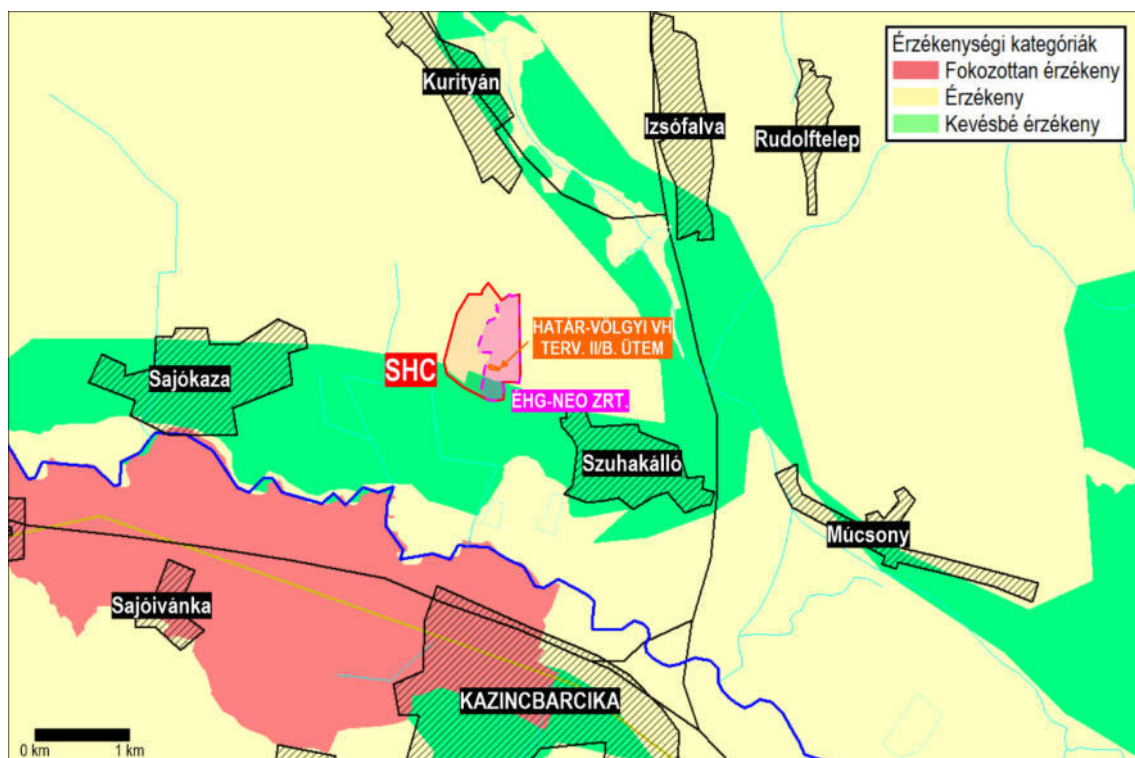 Érzékenységi kategóriák
Fokozottan érzékeny
Érzékeny
Kevésbé érzékeny
Kurityán
Izsófalva
Rudolftelep
HATÁR-VÖLGYI VH
TERV. II/B. ÜTEM
SHC
Sajókaza
ÉHG-NEO ZRT.
Szuhakálló
Múcsony
Sajóivánka
KAZINCBARCIKA
0 km 1 km